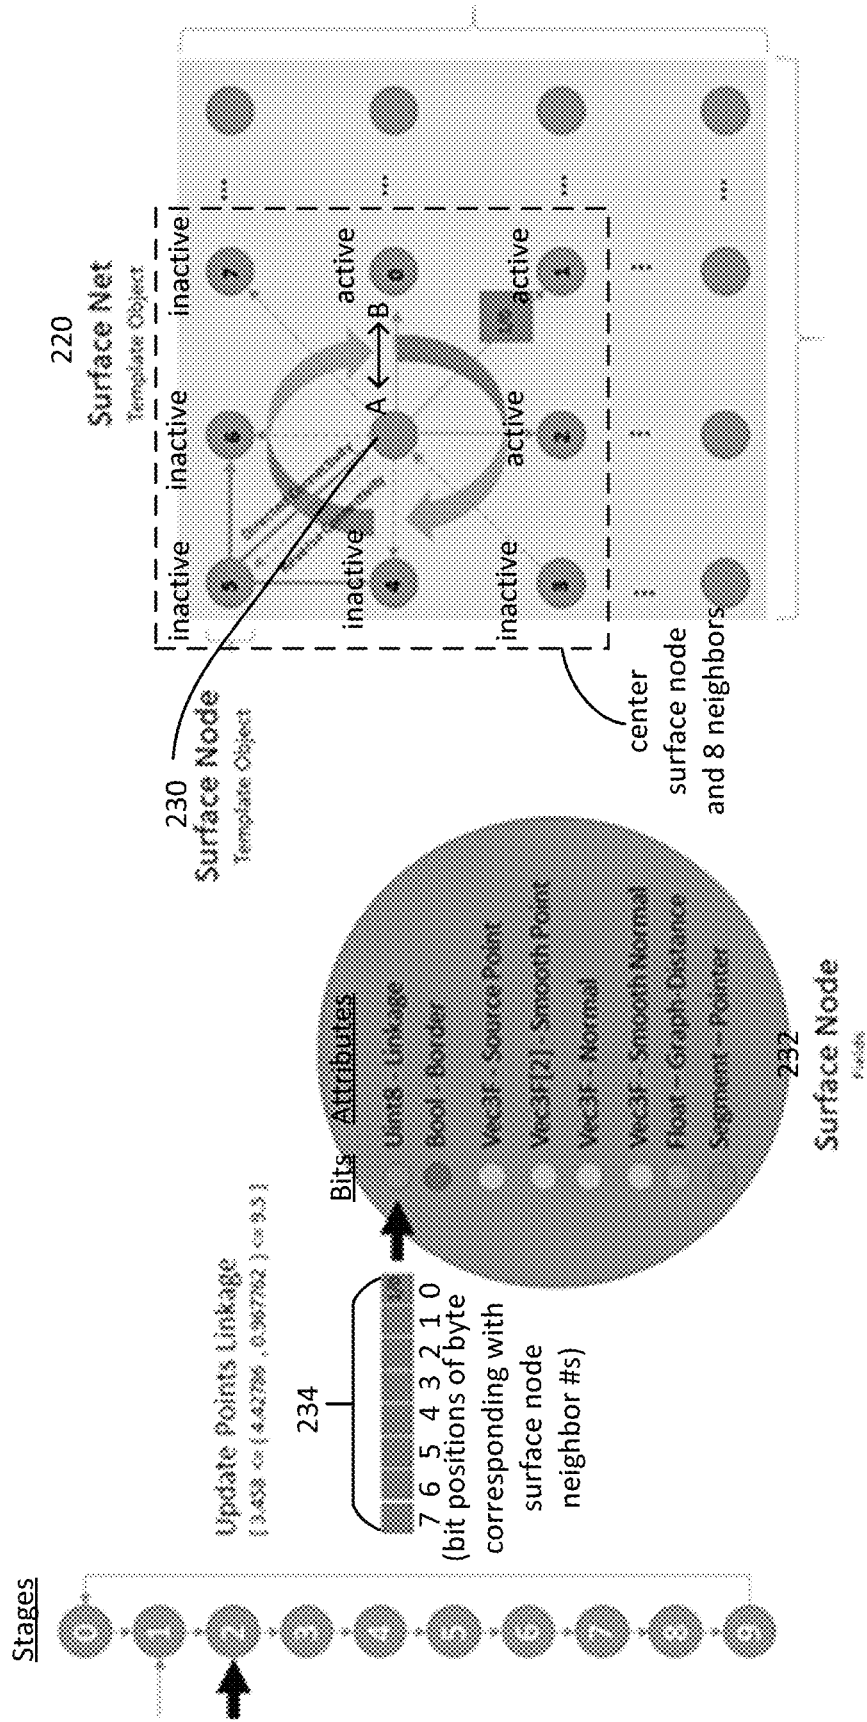 Stages
0
1
2
3
4
5
6
7
8
9
Update Points Linkage
234
7 6 5 4 3 2 1 0
(bit positions of byte
corresponding with
surface node
neighbor #s)
Bits Attributes
Uint8 - Linkage
Bool - Border
Vec3F - Source Point
Vec3F[2] - Smooth Point
Vec3F - Normal
Vec3F - Smooth Normal
Float - Graph Distance
Segment - Pointer
232
Surface Node
Fields
230
Surface Node
Template Object
220
Surface Net
Template Object
inactive inactive inactive
5 6 7
inactive A B active
4 0
inactive active active
3 2 1
center
surface node
and 8 neighbors